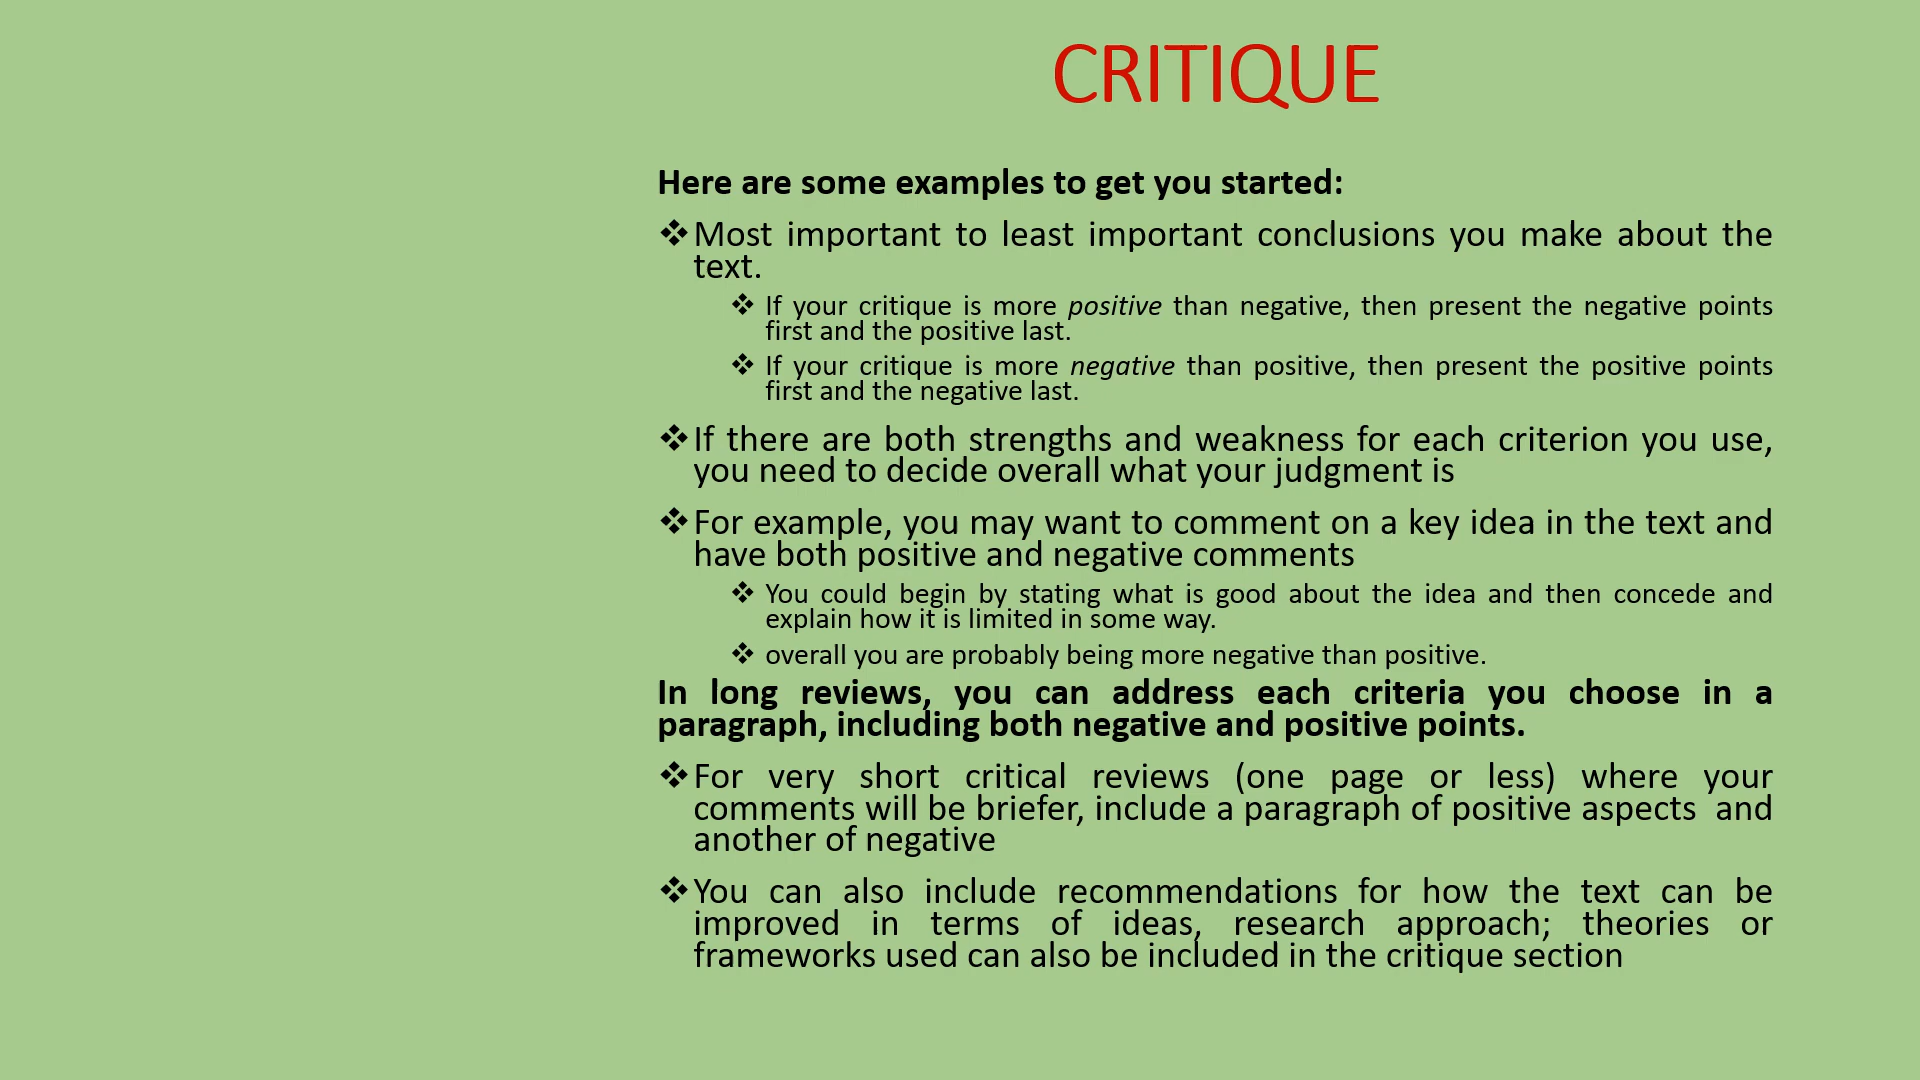 CRITIQUE
Here are some examples to get you started:
❖Most important to least important conclusions you make about the
text.
❖ If your critique is more positive than negative, then present the negative points
first and the positive last.
❖ If your critique is more negative than positive, then present the positive points
first and the negative last.
❖If there are both strengths and weakness for each criterion you use,
you need to decide overall what your judgment is
❖For example, you may want to comment on a key idea in the text and
have both positive and negative comments
❖ You could begin by stating what is good about the idea and then concede and
explain how it is limited in some way.
❖ overall you are probably being more negative than positive.
In long reviews, you can address each criteria you choose in a
paragraph, including both negative and positive points.
❖For very short critical reviews (one page or less) where your
comments will be briefer, include a paragraph of positive aspects  and
another of negative
❖You can also include recommendations for how the text can be
improved in terms of ideas, research approach; theories or
frameworks used can also be included in the critique section